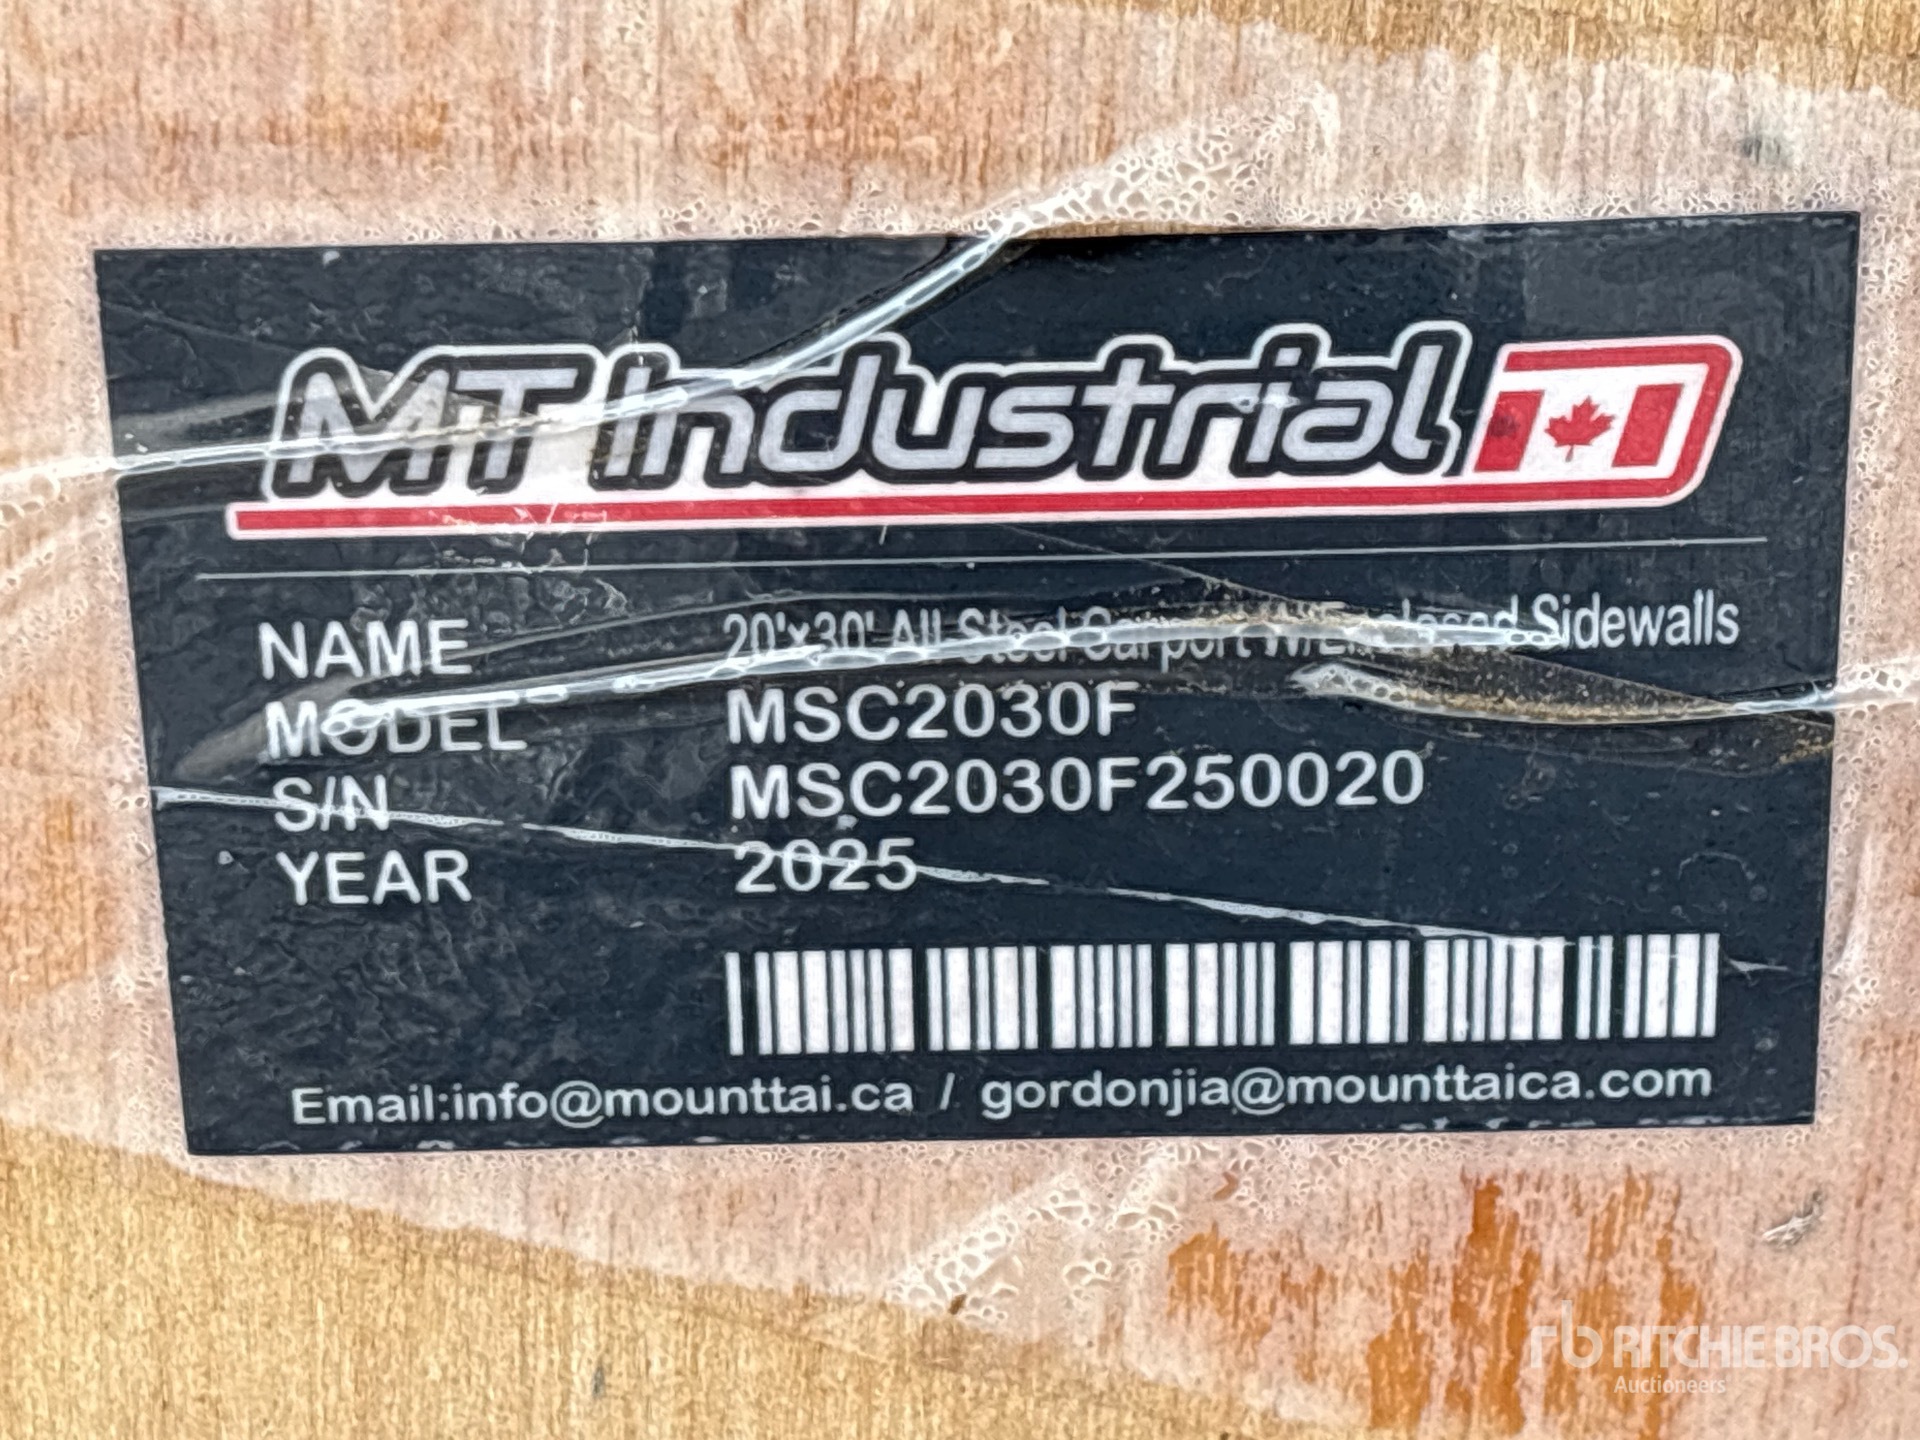 MT Industrial
NAME 20'x30' All-Steel Carport W/Enclosed Sidewalls
MODEL MSC2030F
S/N MSC2030F250020
YEAR 2025
Email:info@mounttai.ca / gordonjia@mounttaica.com
rb RITCHIE BROS.
Auctioneers